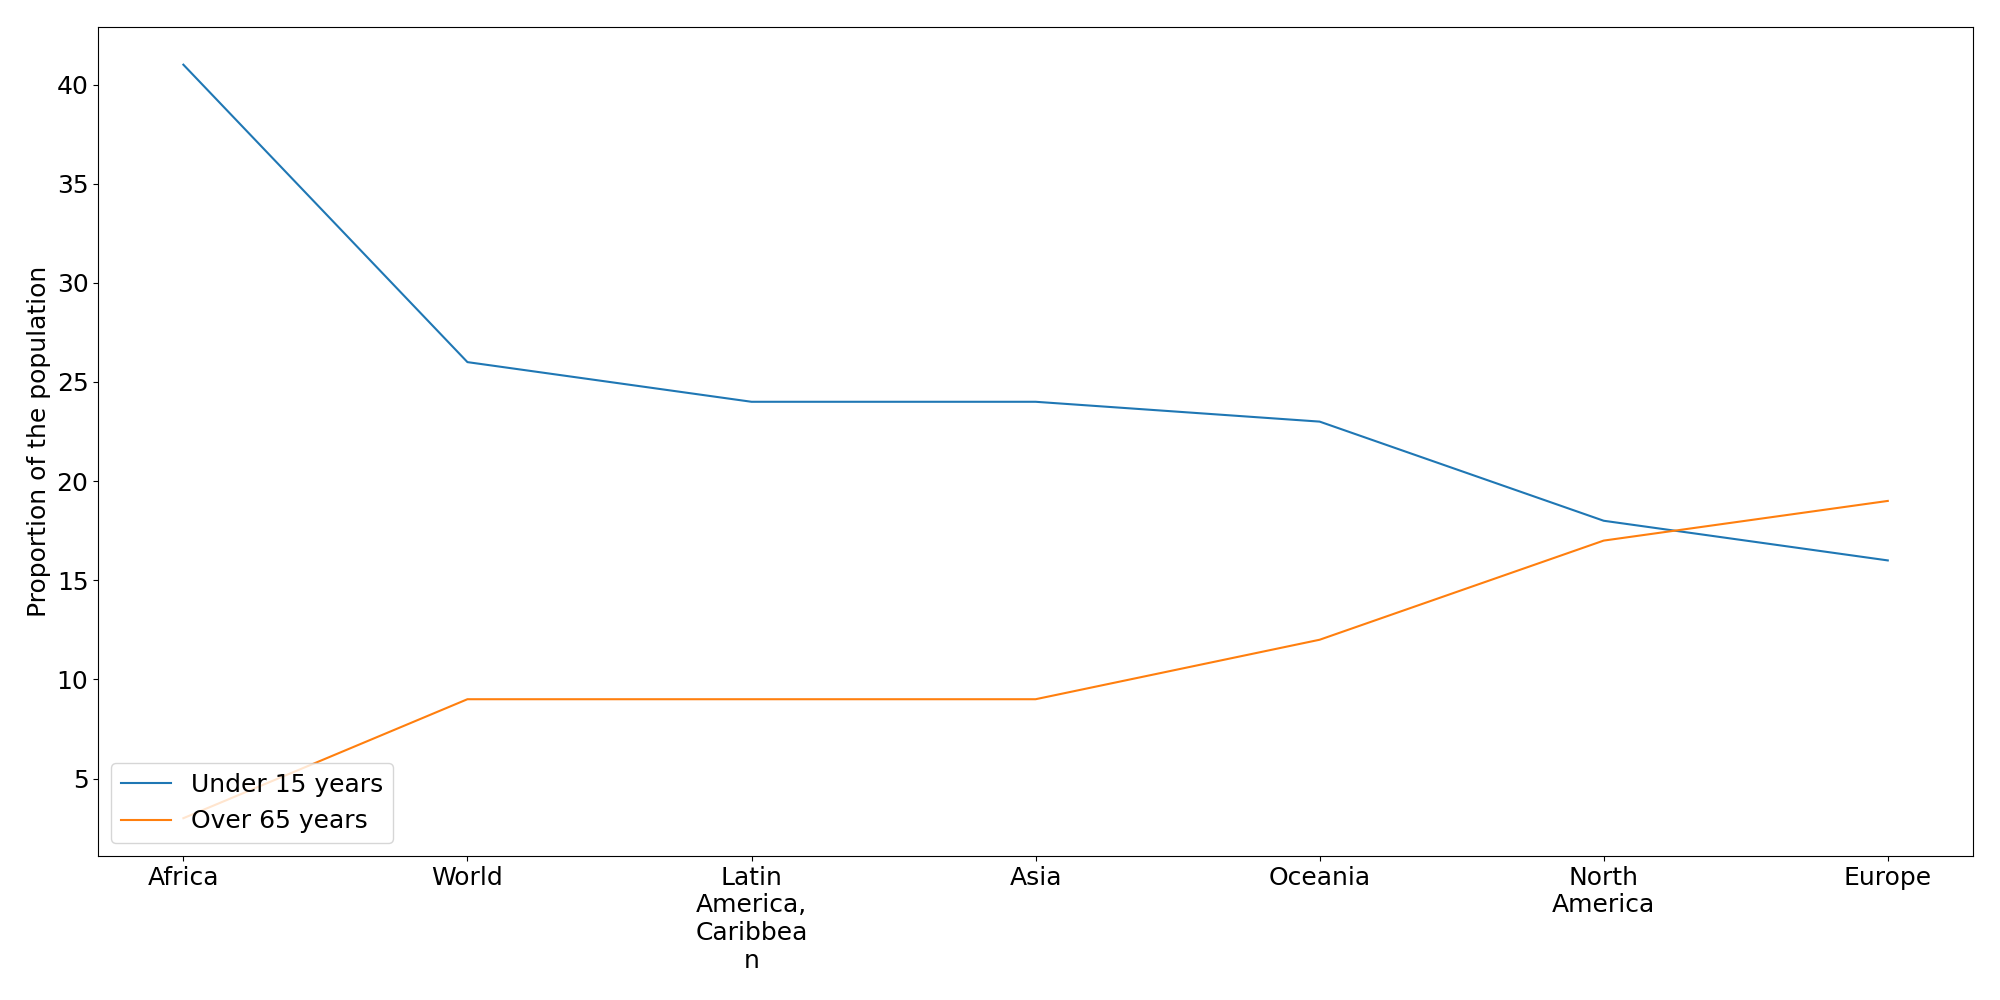 Proportion of the population
40
35
30
25
20
15
10
5
Under 15 years
Over 65 years
Africa
World
Latin
America,
Caribbea
n
Asia
Oceania
North
America
Europe